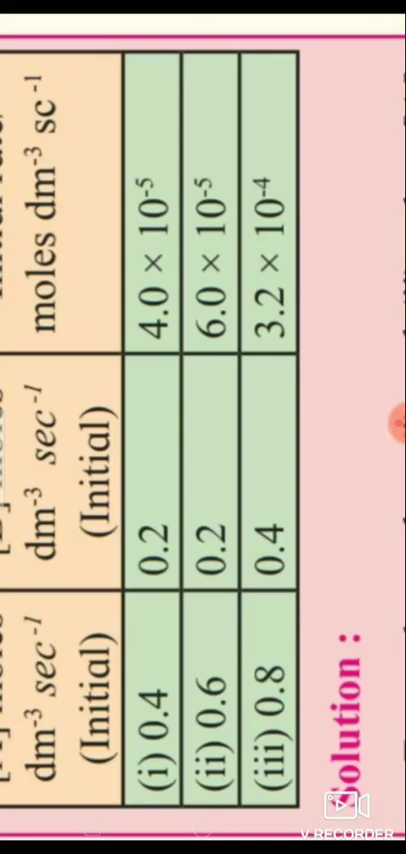 dm⁻³ sec⁻¹ dm⁻³ sec⁻¹ moles dm⁻³ sc⁻¹
(Initial) (Initial)
(i) 0.4 0.2 4.0 × 10⁻⁵
(ii) 0.6 0.2 6.0 × 10⁻⁵
(iii) 0.8 0.4 3.2 × 10⁻⁴
Solution :
V RECORDER